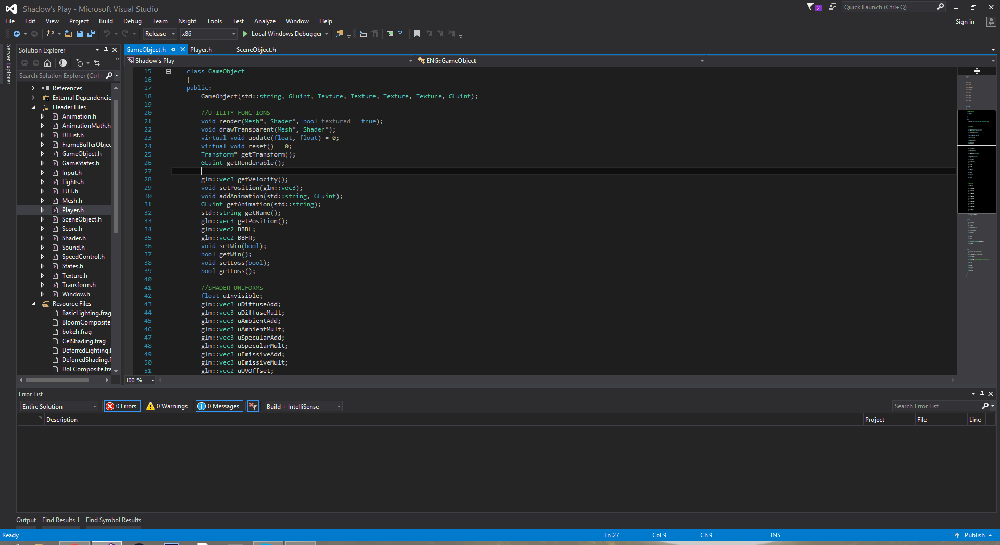 Shadow's Play - Microsoft Visual Studio
2
Quick Launch (Ctrl+Q)
File Edit View Project Build Debug Team Nsight Tools Test Analyze Window Help
Sign in
Release x86 Local Windows Debugger
Server Explorer
Solution Explorer
Search Solution Explorer (Ctrl+
References
External Dependencie
Header Files
Animation.h
AnimationMath.h
DLList.h
FrameBufferObjec
GameObject.h
GameStates.h
Input.h
Lights.h
LUT.h
Mesh.h
Player.h
SceneObject.h
Score.h
Shader.h
Sound.h
SpeedControl.h
States.h
Texture.h
Transform.h
Window.h
Resource Files
BasicLighting.frag
BloomComposite.
bokeh.frag
CelShading.frag
DeferredLighting.f
DeferredShading.f
DoFComposite.fra
GameObject.h Player.h SceneObject.h
Shadow's Play ENG::GameObject
15 class GameObject
16 {
17 public:
18 GameObject(std::string, GLuint, Texture, Texture, Texture, Texture, GLuint);
19
20 //UTILITY FUNCTIONS
21 void render(Mesh*, Shader*, bool textured = true);
22 void drawTransparent(Mesh*, Shader*);
23 virtual void update(float, float) = 0;
24 virtual void reset() = 0;
25 Transform* getTransform();
26 GLuint getRenderable();
27
28 glm::vec3 getVelocity();
29 void setPosition(glm::vec3);
30 void addAnimation(std::string, GLuint);
31 GLuint getAnimation(std::string);
32 std::string getName();
33 glm::vec3 getPosition();
34 glm::vec2 BBBL;
35 glm::vec2 BBFR;
36 void setWin(bool);
37 bool getWin();
38 void setLoss(bool);
39 bool getLoss();
40
41 //SHADER UNIFORMS
42 float uInvisible;
43 glm::vec3 uDiffuseAdd;
44 glm::vec3 uDiffuseMult;
45 glm::vec3 uAmbientAdd;
46 glm::vec3 uAmbientMult;
47 glm::vec3 uSpecularAdd;
48 glm::vec3 uSpecularMult;
49 glm::vec3 uEmissiveAdd;
50 glm::vec3 uEmissiveMult;
51 glm::vec2 uUVOffset;
100 %
Error List
Entire Solution 0 Errors 0 Warnings 0 Messages Build + IntelliSense Search Error List
Description Project File Line
Output Find Results 1 Find Symbol Results
Ready Ln 27 Col 9 Ch 9 INS Publish